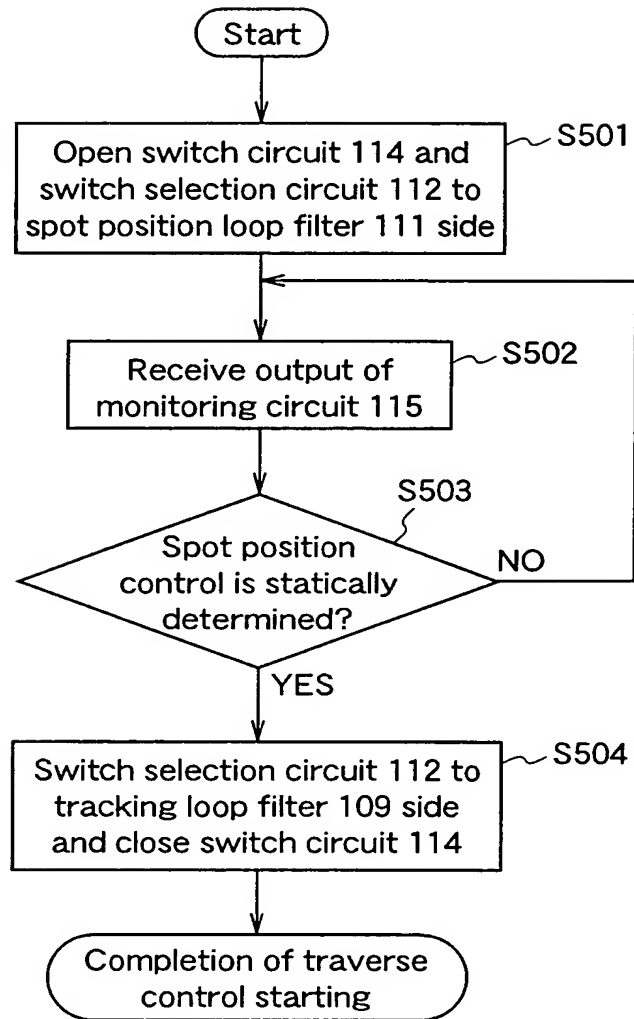 Start
S501
Open switch circuit 114 and
switch selection circuit 112 to
spot position loop filter 111 side
S502
Receive output of
monitoring circuit 115
S503
Spot position
control is statically
determined?
NO
YES
S504
Switch selection circuit 112 to
tracking loop filter 109 side
and close switch circuit 114
Completion of traverse
control starting